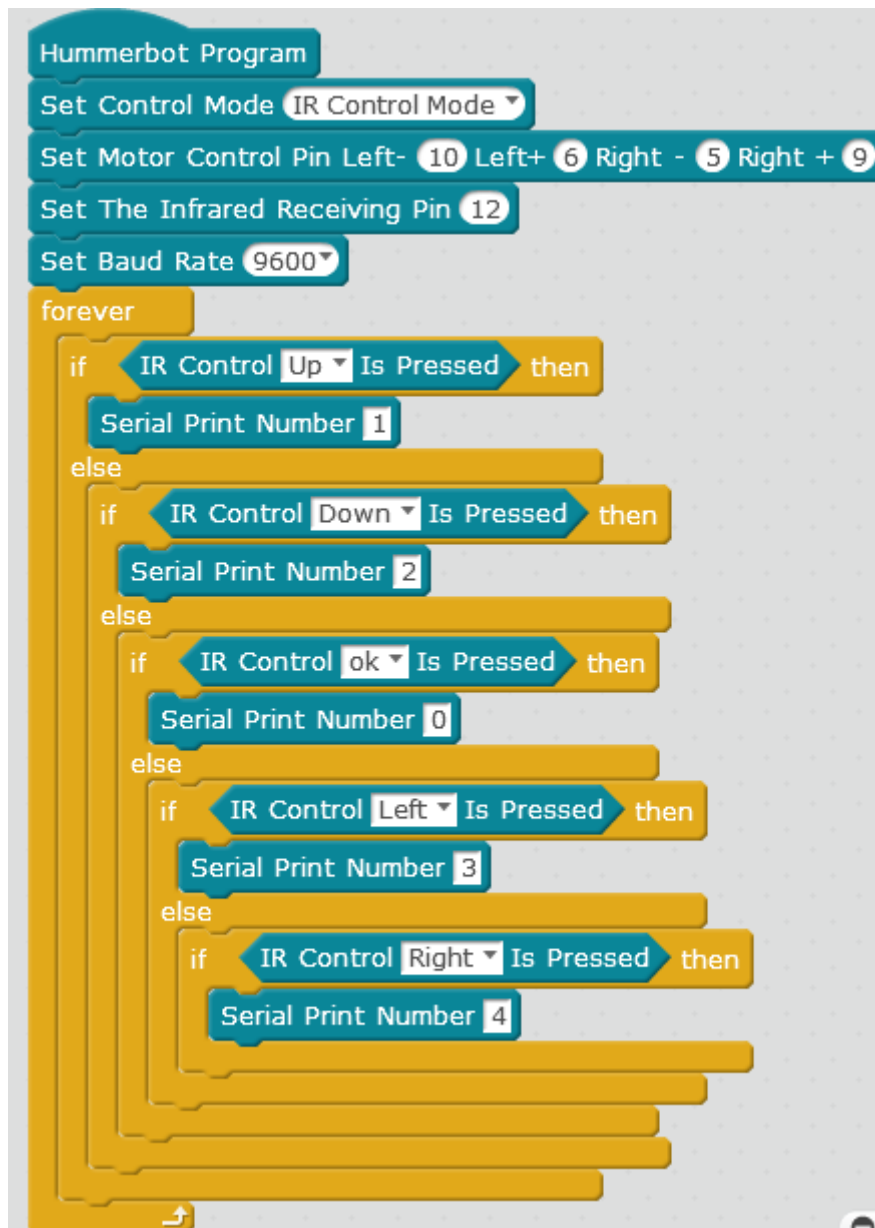 Hummerbot Program
Set Control Mode IR Control Mode
Set Motor Control Pin Left- 10 Left+ 6 Right - 5 Right + 9
Set The Infrared Receiving Pin 12
Set Baud Rate 9600
forever
if IR Control Up Is Pressed then
Serial Print Number 1
else
if IR Control Down Is Pressed then
Serial Print Number 2
else
if IR Control ok Is Pressed then
Serial Print Number 0
else
if IR Control Left Is Pressed then
Serial Print Number 3
else
if IR Control Right Is Pressed then
Serial Print Number 4